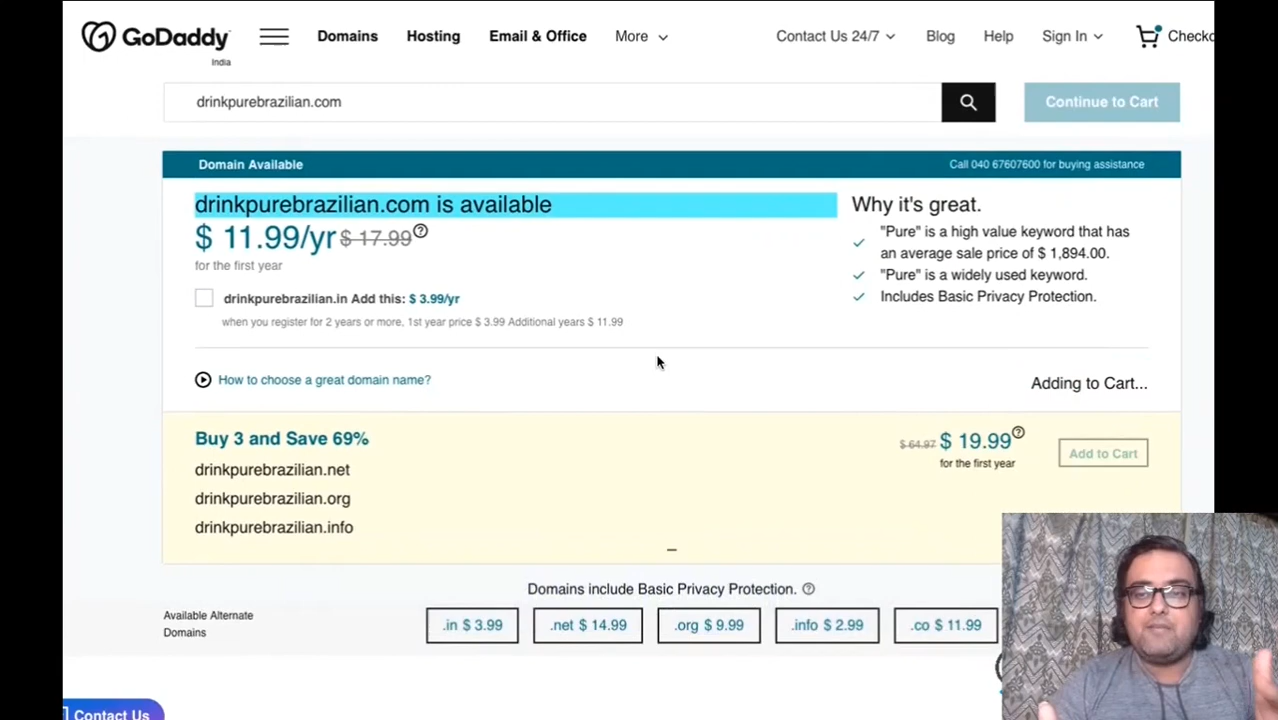 GoDaddy
India
Domains
Hosting
Email & Office
More
Contact Us 24/7
Blog
Help
Sign In
drinkpurebrazilian.com
Continue to Cart
Domain Available
Call 040 67607600 for buying assistance
drinkpurebrazilian.com is available
$ 11.99/yr $ 17.99
for the first year
drinkpurebrazilian.in Add this: $ 3.99/yr
when you register for 2 years or more, 1st year price $ 3.99 Additional years $ 11.99
Why it's great.
"Pure" is a high value keyword that has
an average sale price of $ 1,894.00.
"Pure" is a widely used keyword.
Includes Basic Privacy Protection.
How to choose a great domain name?
Adding to Cart...
Buy 3 and Save 69%
drinkpurebrazilian.net
drinkpurebrazilian.org
drinkpurebrazilian.info
$ 64.97 $ 19.99
for the first year
Add to Cart
Domains include Basic Privacy Protection.
Available Alternate
Domains
.in $ 3.99
.net $ 14.99
.org $ 9.99
.info $ 2.99
.co $ 11.99
Contact Us